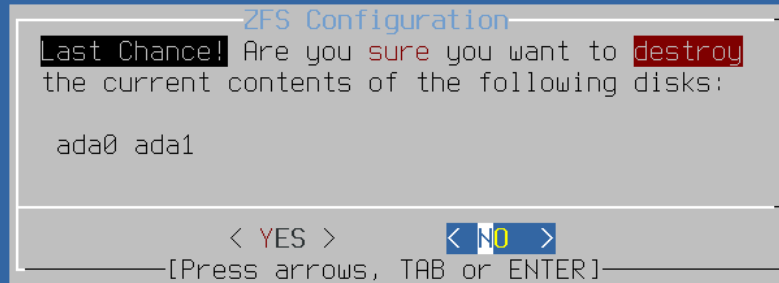 ZFS Configuration
Last Chance! Are you sure you want to destroy
the current contents of the following disks:
ada0 ada1
< YES > < NO >
[Press arrows, TAB or ENTER]